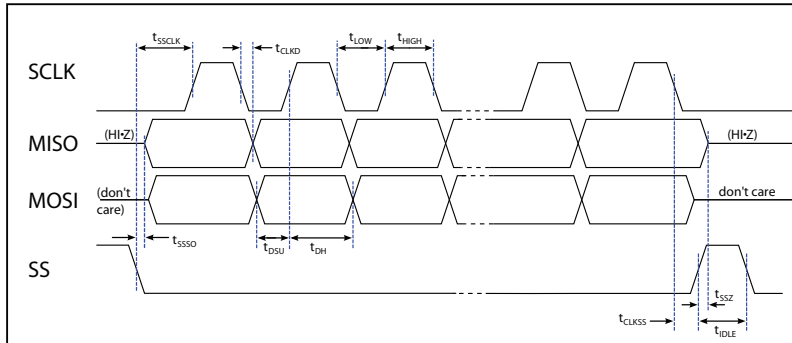 tSSCLK
tCLKD
tLOW
tHIGH
SCLK
(HI•Z)
MISO
(HI•Z)
(don't
care)
MOSI
don't care
tSSSO
tDSU
tDH
SS
tSSZ
tCLKSS
tIDLE